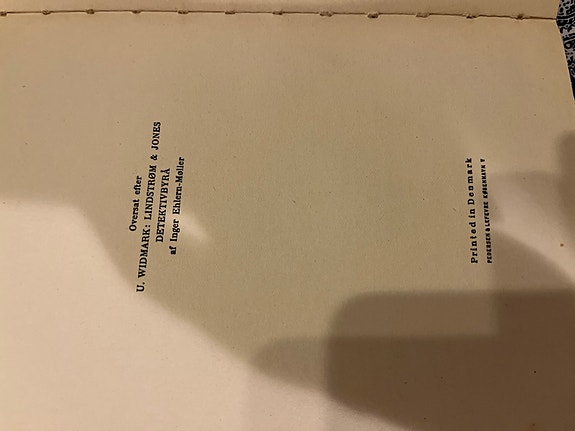 Oversat efter
U. WIDMARK: LINDSTRØM & JONES
DETEKTIVBYRÅ
af Inger Ehlern-Møller
Printed in Denmark
PEDERSEN & LEFEVRE KØBENHAVN V